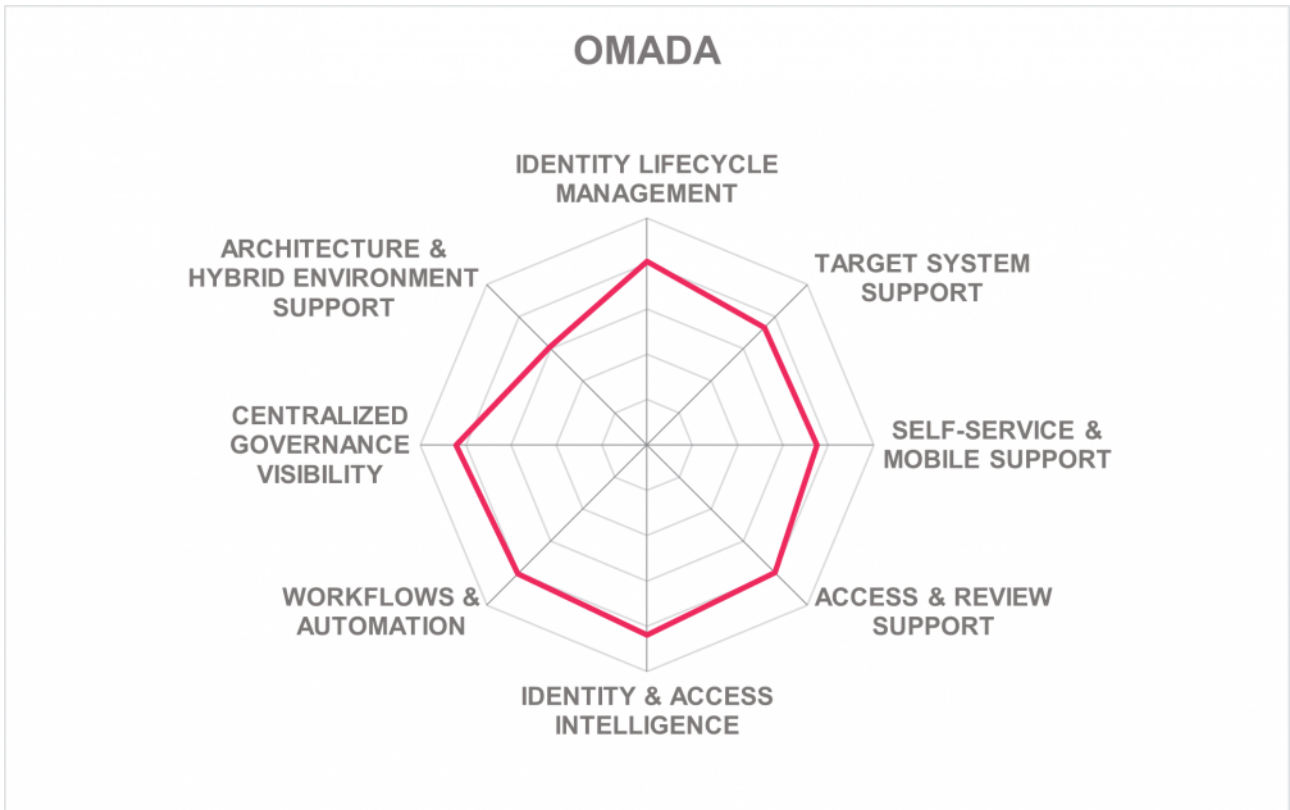 OMADA
IDENTITY LIFECYCLE
MANAGEMENT
TARGET SYSTEM
SUPPORT
SELF-SERVICE &
MOBILE SUPPORT
ACCESS & REVIEW
SUPPORT
IDENTITY & ACCESS
INTELLIGENCE
WORKFLOWS &
AUTOMATION
CENTRALIZED
GOVERNANCE
VISIBILITY
ARCHITECTURE &
HYBRID ENVIRONMENT
SUPPORT